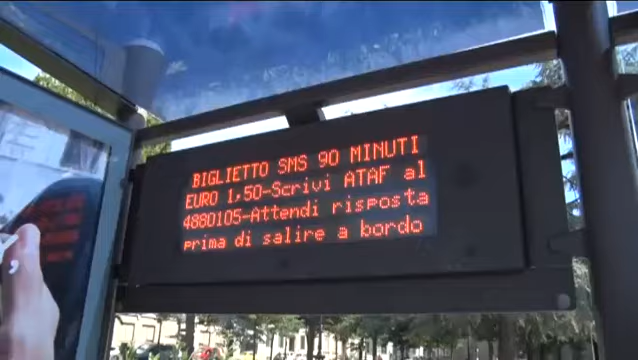 BIGLIETTO SMS 90 MINUTI
EURO 1,50-Scrivi ATAF al
4880105-Attendi risposta
prima di salire a bordo